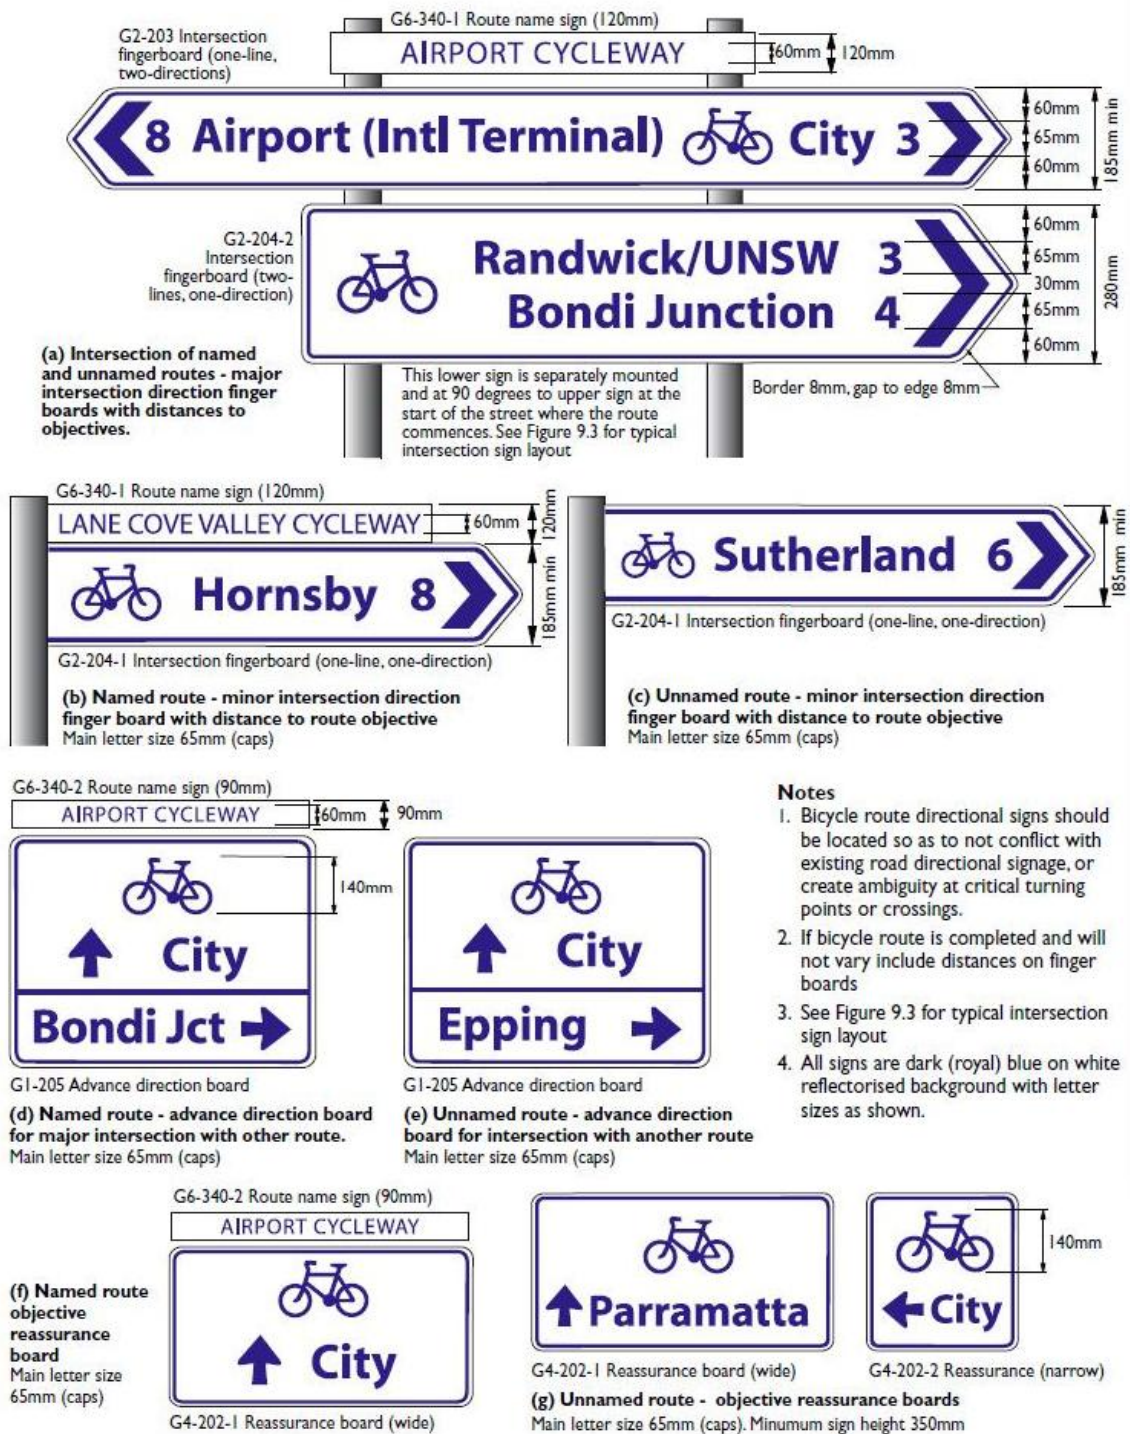 G6-340-1 Route name sign (120mm)
G2-203 Intersection
fingerboard (one-line,
two-directions)
AIRPORT CYCLEWAY
60mm
120mm
8 Airport (Intl Terminal) City 3
60mm
65mm
60mm
185mm min
G2-204-2
Intersection
fingerboard (two-
lines, one-direction)
Randwick/UNSW 3
Bondi Junction 4
60mm
65mm
30mm
65mm
60mm
280mm
(a) Intersection of named
and unnamed routes - major
intersection direction finger
boards with distances to
objectives.
This lower sign is separately mounted
and at 90 degrees to upper sign at the
start of the street where the route
commences. See Figure 9.3 for typical
intersection sign layout
Border 8mm, gap to edge 8mm
G6-340-1 Route name sign (120mm)
LANE COVE VALLEY CYCLEWAY
60mm
120mm
Hornsby 8
185mm min
G2-204-1 Intersection fingerboard (one-line, one-direction)
(b) Named route - minor intersection direction
finger board with distance to route objective
Main letter size 65mm (caps)
Sutherland 6
185mm min
G2-204-1 Intersection fingerboard (one-line, one-direction)
(c) Unnamed route - minor intersection direction
finger board with distance to route objective
Main letter size 65mm (caps)
G6-340-2 Route name sign (90mm)
AIRPORT CYCLEWAY
60mm
90mm
140mm
City
Bondi Jct
G1-205 Advance direction board
(d) Named route - advance direction board
for major intersection with other route.
Main letter size 65mm (caps)
City
Epping
G1-205 Advance direction board
(e) Unnamed route - advance direction
board for intersection with another route
Main letter size 65mm (caps)
Notes
1. Bicycle route directional signs should
be located so as to not conflict with
existing road directional signage, or
create ambiguity at critical turning
points or crossings.
2. If bicycle route is completed and will
not vary include distances on finger
boards
3. See Figure 9.3 for typical intersection
sign layout
4. All signs are dark (royal) blue on white
reflectorised background with letter
sizes as shown.
G6-340-2 Route name sign (90mm)
AIRPORT CYCLEWAY
City
(f) Named route
objective
reassurance
board
Main letter size
65mm (caps)
G4-202-1 Reassurance board (wide)
Parramatta
G4-202-1 Reassurance board (wide)
City
140mm
G4-202-2 Reassurance (narrow)
(g) Unnamed route - objective reassurance boards
Main letter size 65mm (caps). Minumum sign height 350mm